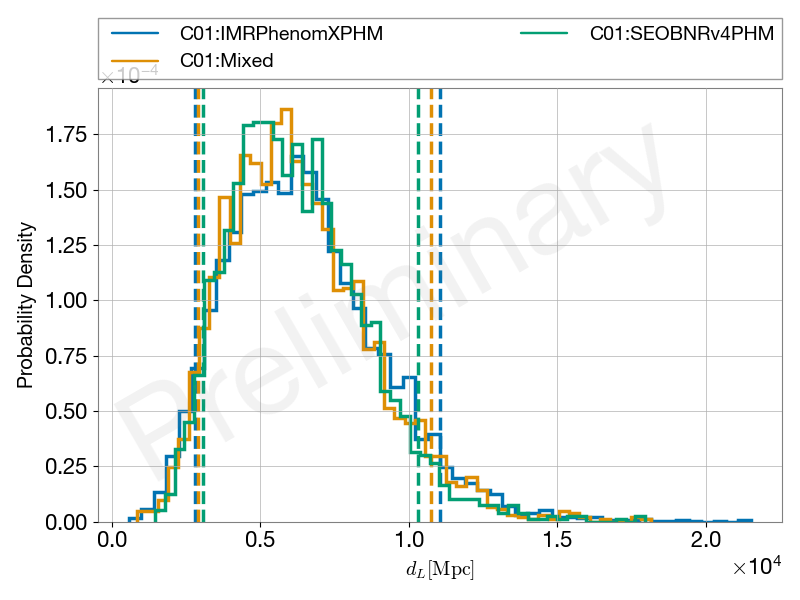 C01:IMRPhenomXPHM
C01:Mixed
C01:SEOBNRv4PHM
×10⁻⁴
1.75
1.50
1.25
1.00
0.75
0.50
0.25
0.00
Probability Density
Preliminary
0.0 0.5 1.0 1.5 2.0
×10⁴
d_L[Mpc]